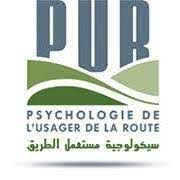 PUR
PSYCHOLOGIE DE
L'USAGER DE LA ROUTE
سيكولوجية مستعمل الطريق